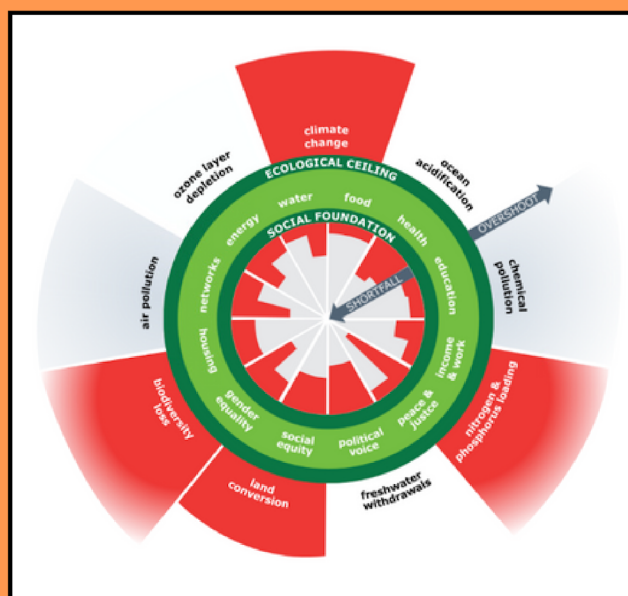 climate
change
ozone layer
depletion
ocean
acidification
ECOLOGICAL CEILING
water
food
energy
health
SOCIAL FOUNDATION
OVERSHOOT
SHORTFALL
networks
education
air pollution
chemical
pollution
housing
income
& work
gender
equality
peace &
justce
social
equity
political
voice
biodiversity
loss
nitrogen &
phosphorus loading
land
conversion
freshwater
withdrawals